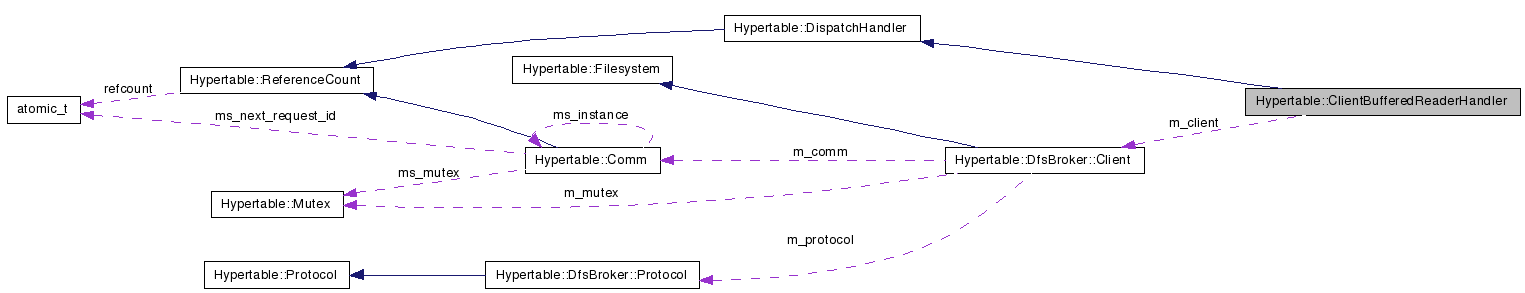 Hypertable::DispatchHandler
Hypertable::Filesystem
Hypertable::ReferenceCount
refcount
atomic_t
Hypertable::ClientBufferedReaderHandler
ms_next_request_id
ms_instance
m_client
m_comm
Hypertable::Comm
Hypertable::DfsBroker::Client
ms_mutex
m_mutex
Hypertable::Mutex
m_protocol
Hypertable::Protocol
Hypertable::DfsBroker::Protocol